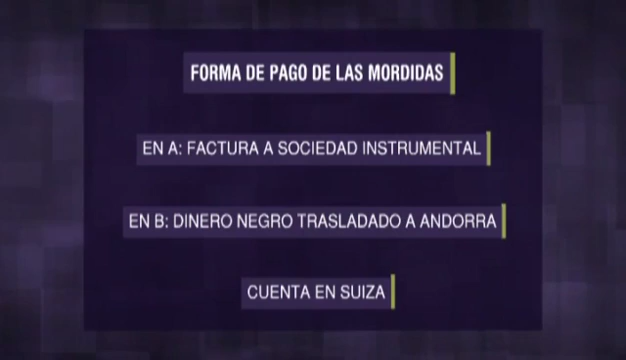 FORMA DE PAGO DE LAS MORDIDAS
EN A: FACTURA A SOCIEDAD INSTRUMENTAL
EN B: DINERO NEGRO TRASLADADO A ANDORRA
CUENTA EN SUIZA